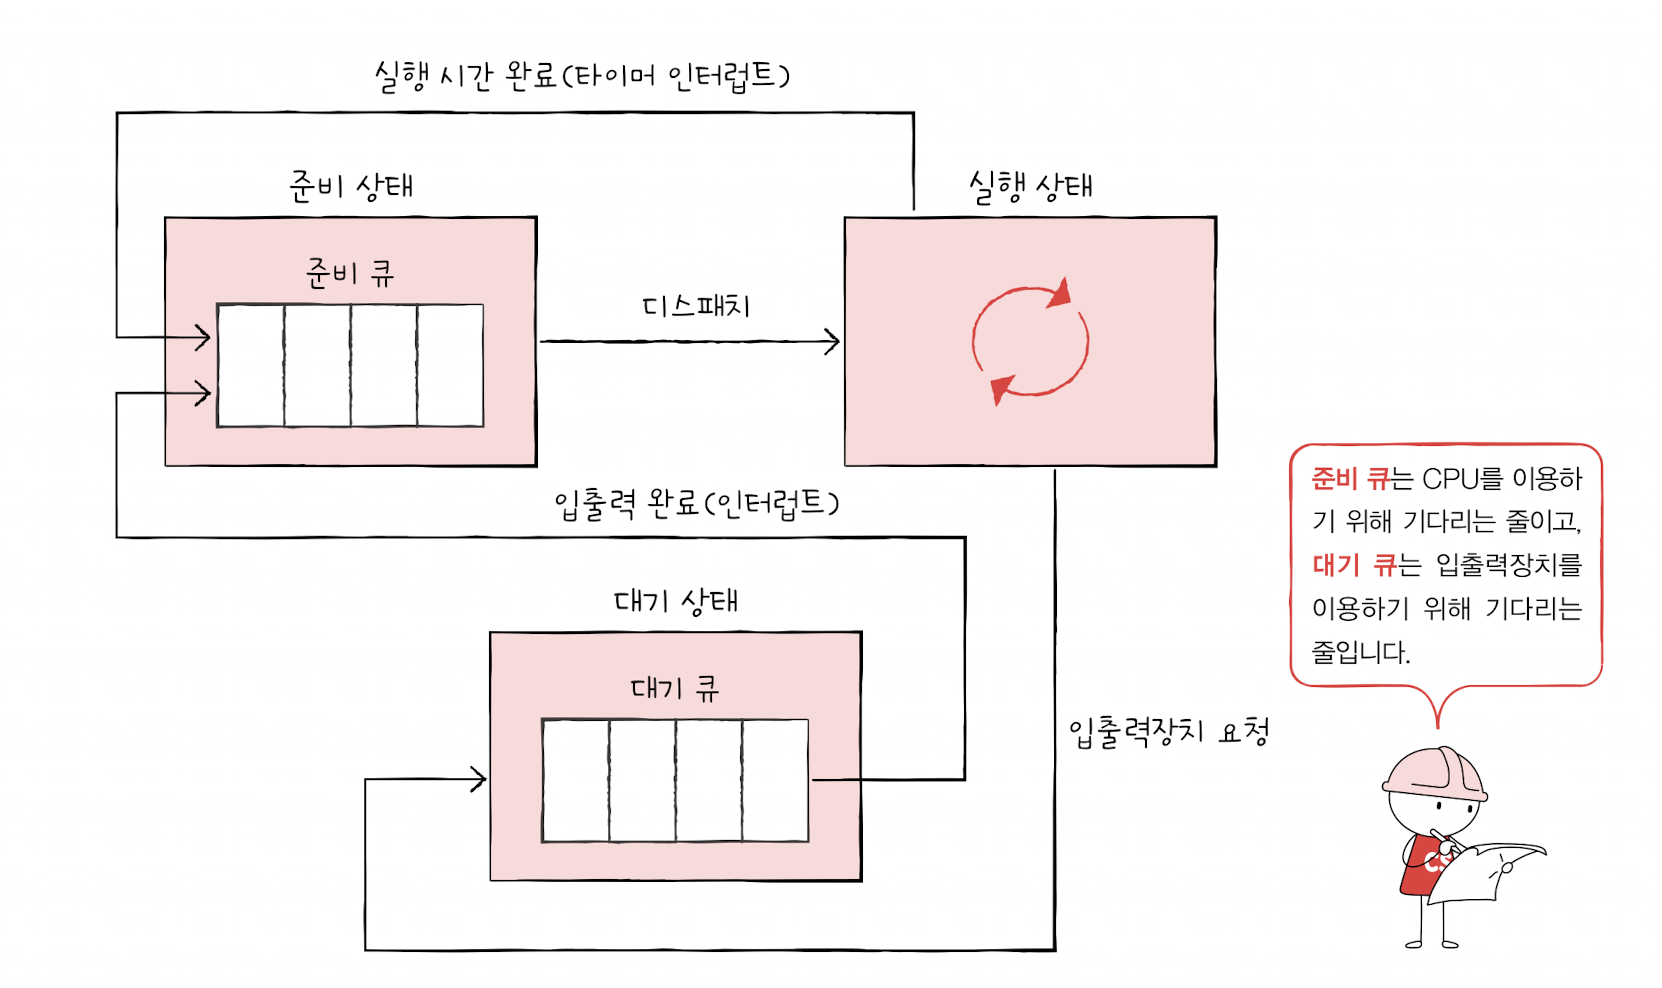 실행 시간 완료(타이머 인터럽트)
준비 상태
실행 상태
준비 큐
디스패치
입출력 완료(인터럽트)
대기 상태
대기 큐
입출력장치 요청
준비 큐는 CPU를 이용하
기 위해 기다리는 줄이고,
대기 큐는 입출력장치를
이용하기 위해 기다리는
줄입니다.